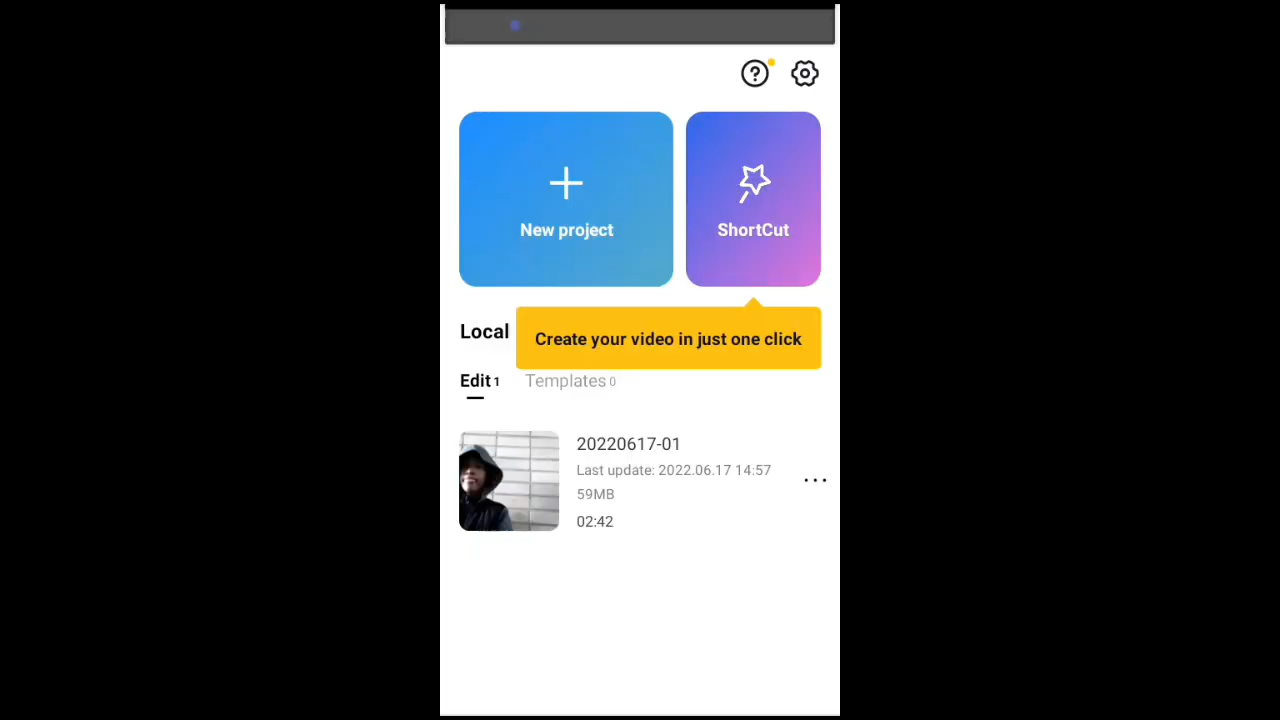 New project
ShortCut
Create your video in just one click
Local
Edit 1
Templates 0
20220617-01
Last update: 2022.06.17 14:57
59MB
02:42